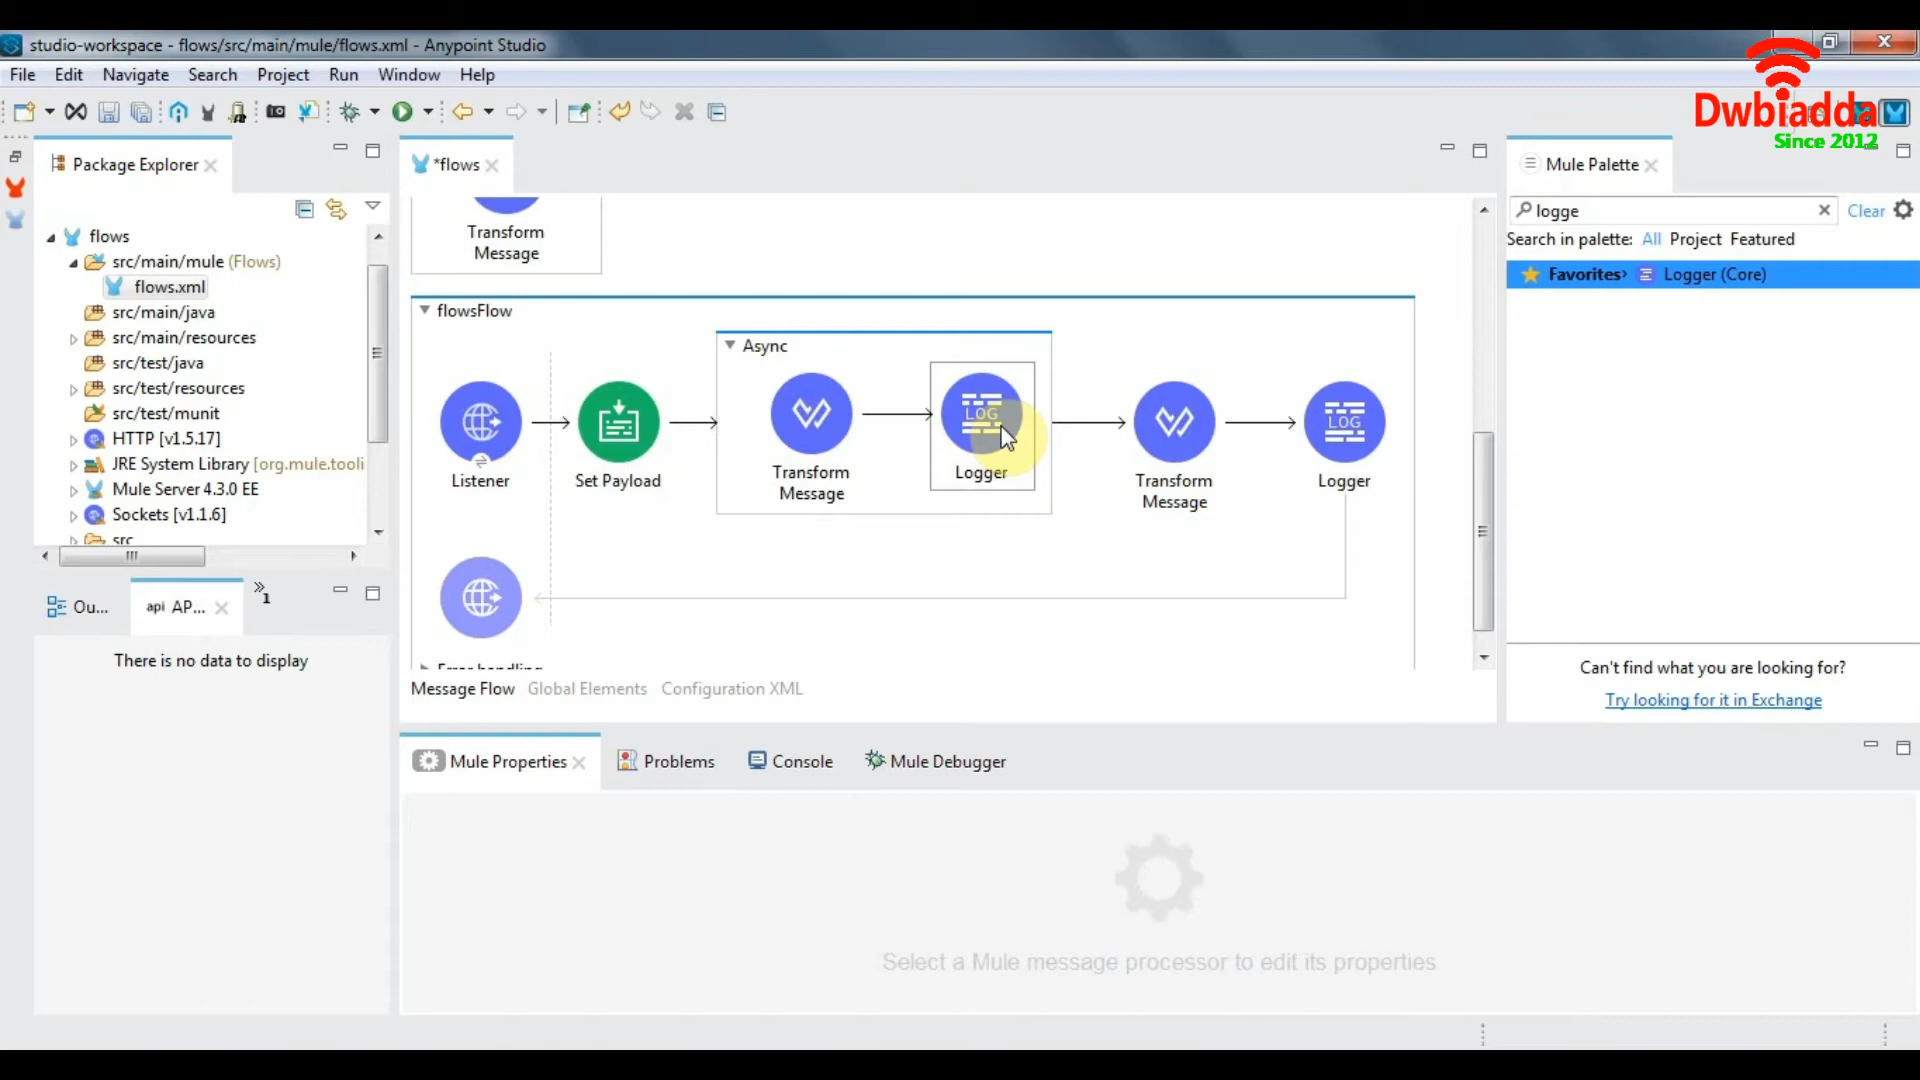 studio-workspace - flows/src/main/mule/flows.xml - Anypoint Studio
File Edit Navigate Search Project Run Window Help
Dwbiadda
Since 2012
Package Explorer
*flows
Mule Palette
logge
Clear
Search in palette: All Project Featured
Favorites Logger (Core)
flows
src/main/mule (Flows)
flows.xml
src/main/java
src/main/resources
src/test/java
src/test/resources
src/test/munit
HTTP [v1.5.17]
JRE System Library [org.mule.tooli
Mule Server 4.3.0 EE
Sockets [v1.1.6]
src
Transform
Message
flowsFlow
Async
LOG
LOG
Listener
Set Payload
Transform
Message
Logger
Transform
Message
Logger
Error handling
Message Flow Global Elements Configuration XML
Can't find what you are looking for?
Try looking for it in Exchange
Ou...
api AP...
1
There is no data to display
Mule Properties
Problems
Console
Mule Debugger
Select a Mule message processor to edit its properties